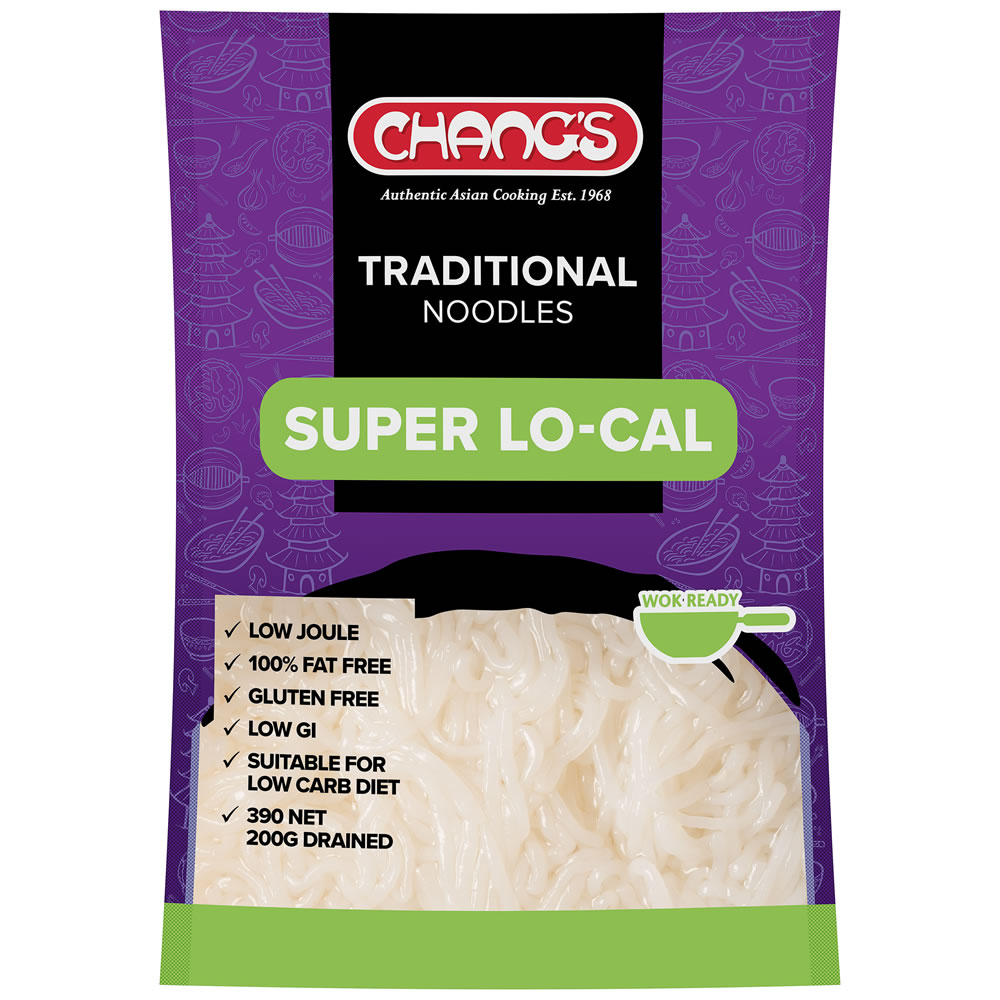 CHANG'S
Authentic Asian Cooking Est. 1968
TRADITIONAL
NOODLES
SUPER LO-CAL
WOK READY
✓ LOW JOULE
✓ 100% FAT FREE
✓ GLUTEN FREE
✓ LOW GI
✓ SUITABLE FOR
LOW CARB DIET
✓ 390 NET
200G DRAINED